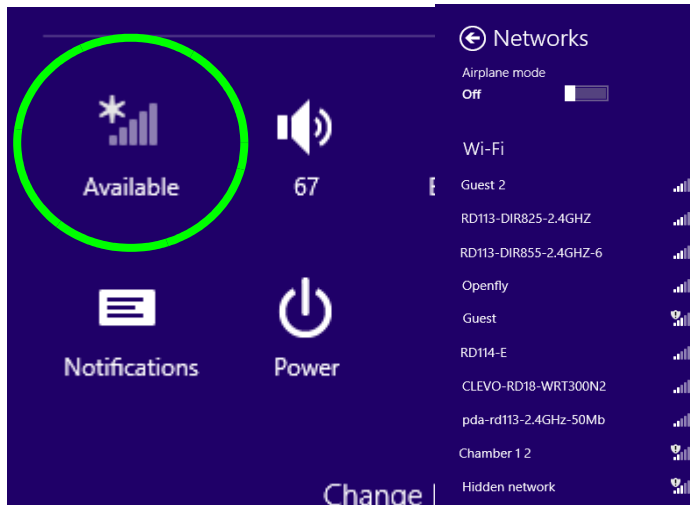 Available
67
Notifications
Power
Change
Networks
Airplane mode
Off
Wi-Fi
Guest 2
RD113-DIR825-2.4GHZ
RD113-DIR855-2.4GHZ-6
Openfly
Guest
RD114-E
CLEVO-RD18-WRT300N2
pda-rd113-2.4GHz-50Mb
Chamber 1 2
Hidden network